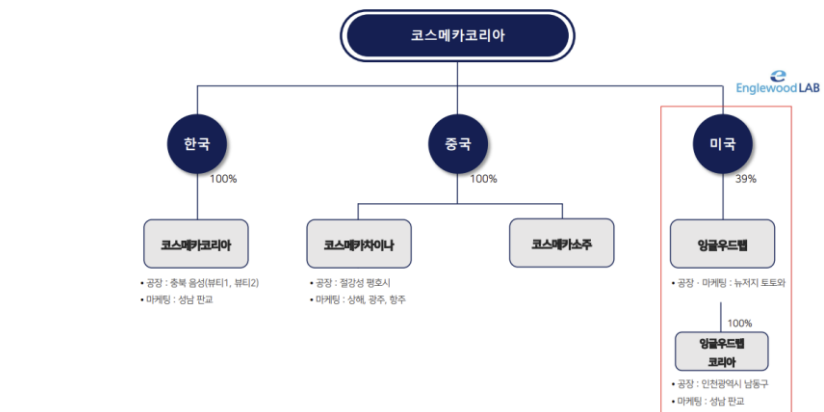 코스메카코리아
e
Englewood LAB
한국
중국
미국
100%
100%
39%
코스메카코리아
코스메카차이나
코스메카소주
잉글우드랩
• 공장 : 충북 음성(뷰티1, 뷰티2)
• 마케팅 : 성남 판교
• 공장 : 절강성 평호시
• 마케팅 : 상해, 광주, 항주
• 공장 · 마케팅 : 뉴저지 토토와
100%
잉글우드랩
코리아
• 공장 : 인천광역시 남동구
• 마케팅 : 성남 판교